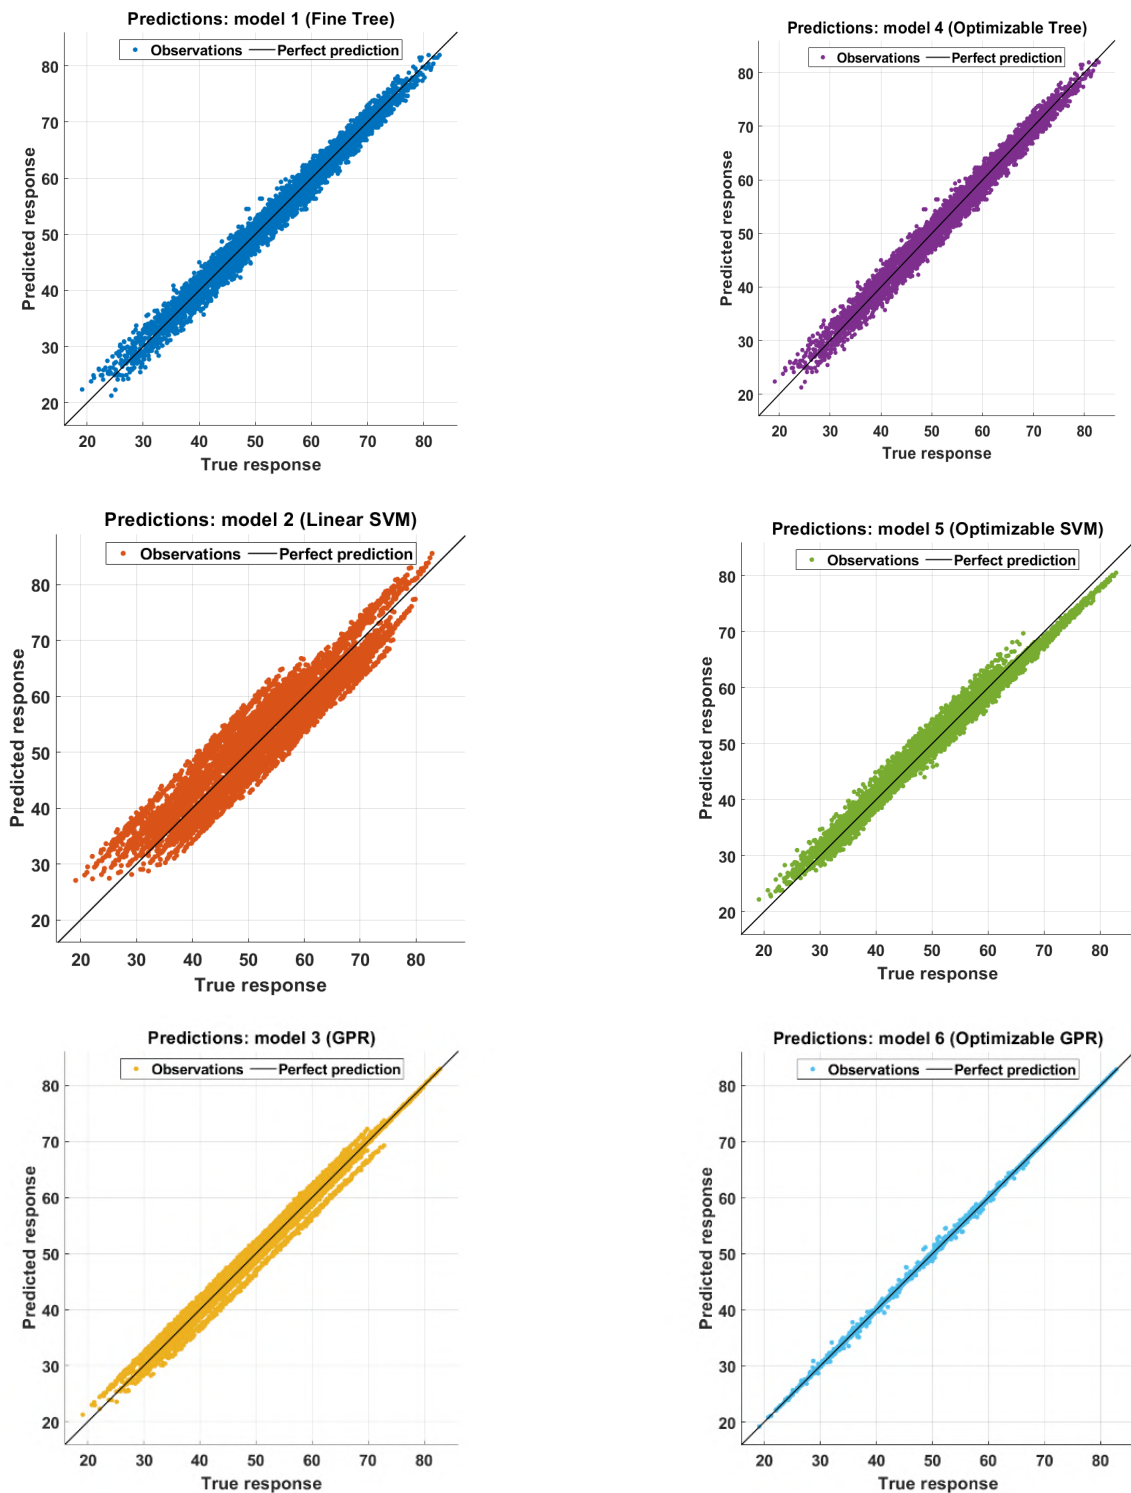 Predictions: model 1 (Fine Tree)
Observations Perfect prediction
80
70
60
50
40
30
20
Predicted response
20 30 40 50 60 70 80
True response
Predictions: model 4 (Optimizable Tree)
Observations Perfect prediction
80
70
60
50
40
30
20
Predicted response
20 30 40 50 60 70 80
True response
Predictions: model 2 (Linear SVM)
Observations Perfect prediction
80
70
60
50
40
30
20
Predicted response
20 30 40 50 60 70 80
True response
Predictions: model 5 (Optimizable SVM)
Observations Perfect prediction
80
70
60
50
40
30
20
Predicted response
20 30 40 50 60 70 80
True response
Predictions: model 3 (GPR)
Observations Perfect prediction
80
70
60
50
40
30
20
Predicted response
20 30 40 50 60 70 80
True response
Predictions: model 6 (Optimizable GPR)
Observations Perfect prediction
80
70
60
50
40
30
20
Predicted response
20 30 40 50 60 70 80
True response